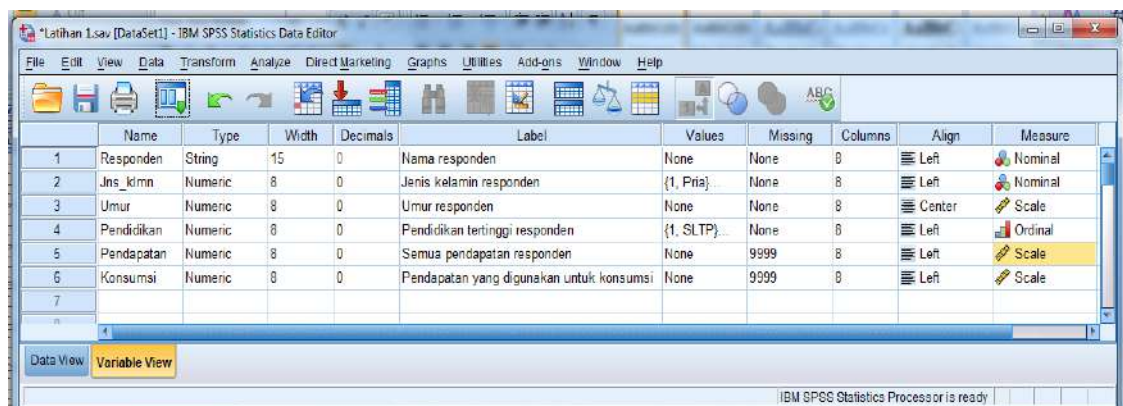 *Latihan 1.sav [DataSet1] - IBM SPSS Statistics Data Editor
File Edit View Data Transform Analyze Direct Marketing Graphs Utilities Add-ons Window Help
ABC
Name Type Width Decimals Label Values Missing Columns Align Measure
1 Responden String 15 0 Nama responden None None 8 Left Nominal
2 Jns_klmn Numeric 8 0 Jenis kelamin responden {1, Pria}... None 8 Left Nominal
3 Umur Numeric 8 0 Umur responden None None 8 Center Scale
4 Pendidikan Numeric 8 0 Pendidikan tertinggi responden {1, SLTP}... None 8 Left Ordinal
5 Pendapatan Numeric 8 0 Semua pendapatan responden None 9999 8 Left Scale
6 Konsumsi Numeric 8 0 Pendapatan yang digunakan untuk konsumsi None 9999 8 Left Scale
7
Data View Variable View
IBM SPSS Statistics Processor is ready